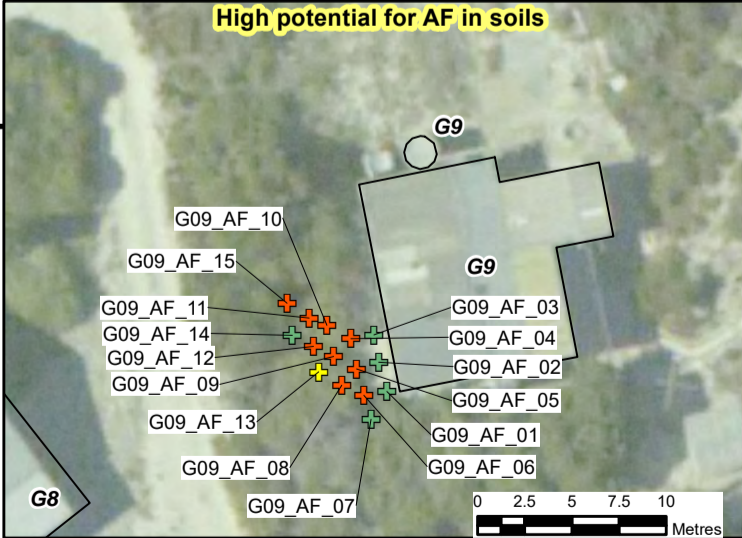 High potential for AF in soils
G9
G09_AF_10
G09_AF_15
G9
G09_AF_11
G09_AF_03
G09_AF_14
G09_AF_04
G09_AF_12
G09_AF_02
G09_AF_09
G09_AF_05
G09_AF_13
G09_AF_01
G09_AF_08
G09_AF_06
G09_AF_07
G8
0 2.5 5 7.5 10
Metres